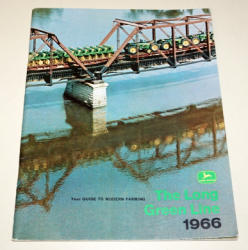 Your GUIDE TO MODERN FARMING
The Long
Green Line
1966